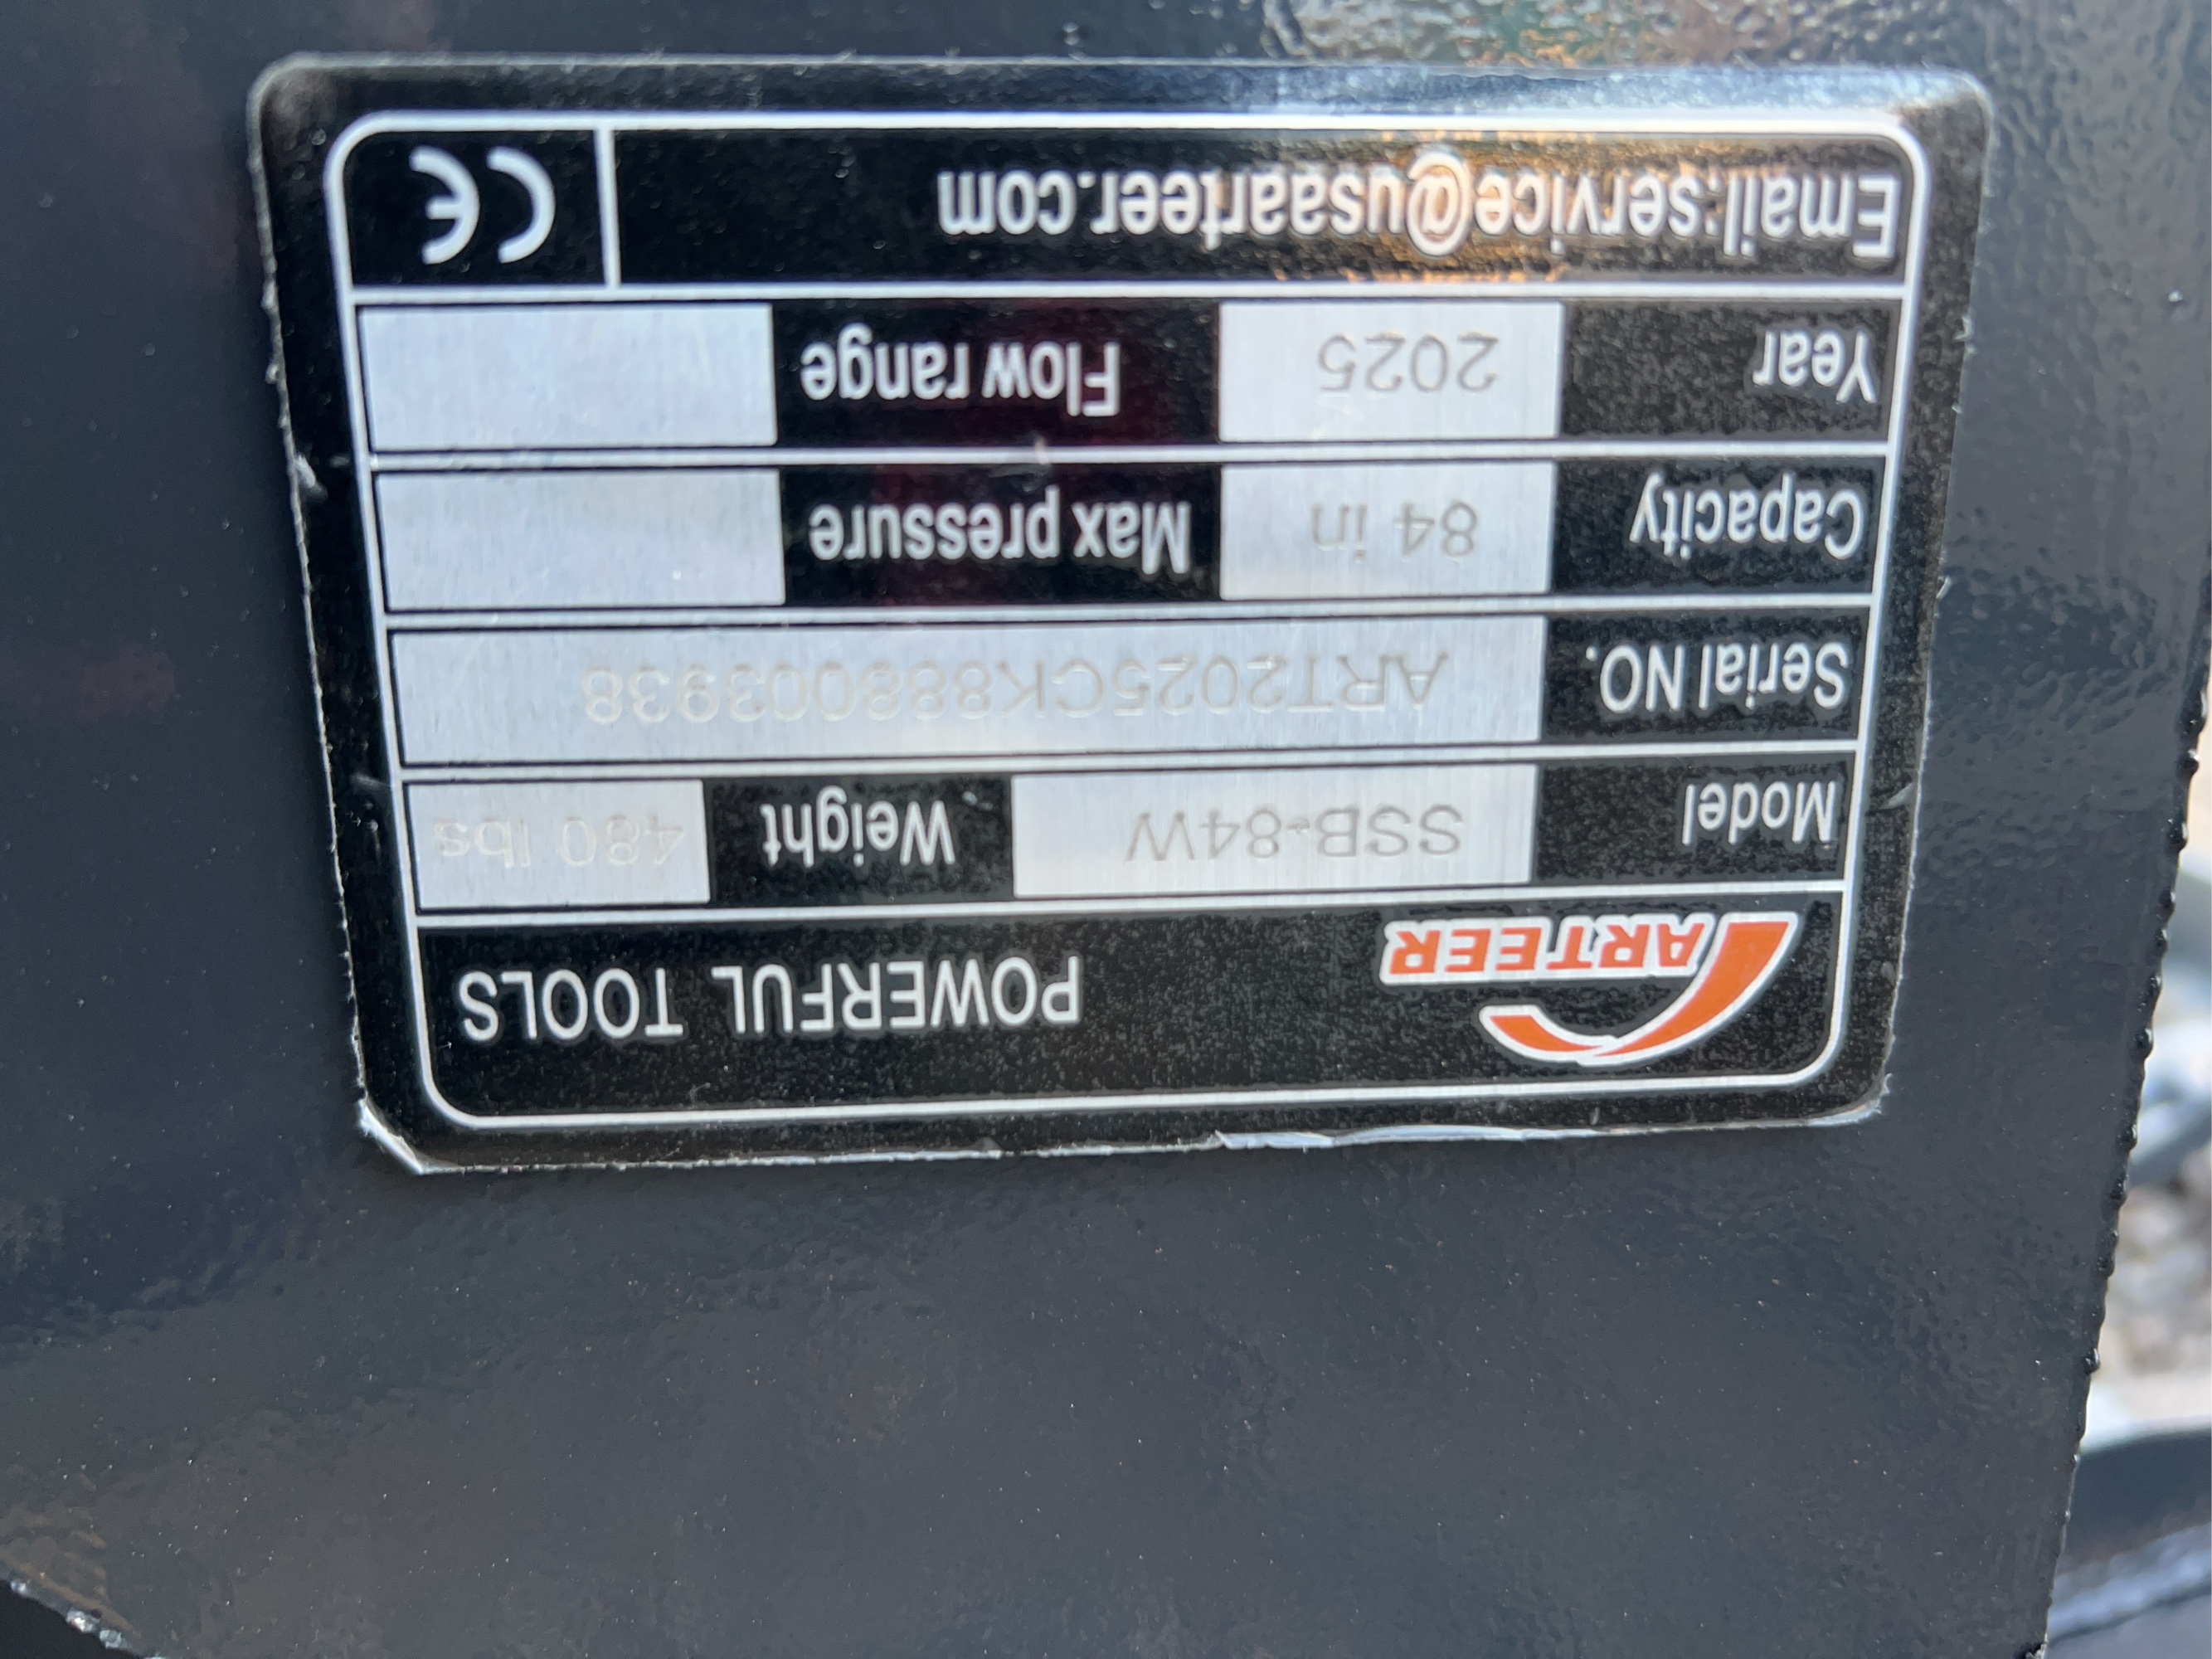 ARTEER POWERFUL TOOLS
Model SSB-84W Weight 480 lbs
Serial NO. ART2025CK888003938
Capacity 84 in Max pressure
Year 2025 Flow range
Email:service@usaarteer.com CE